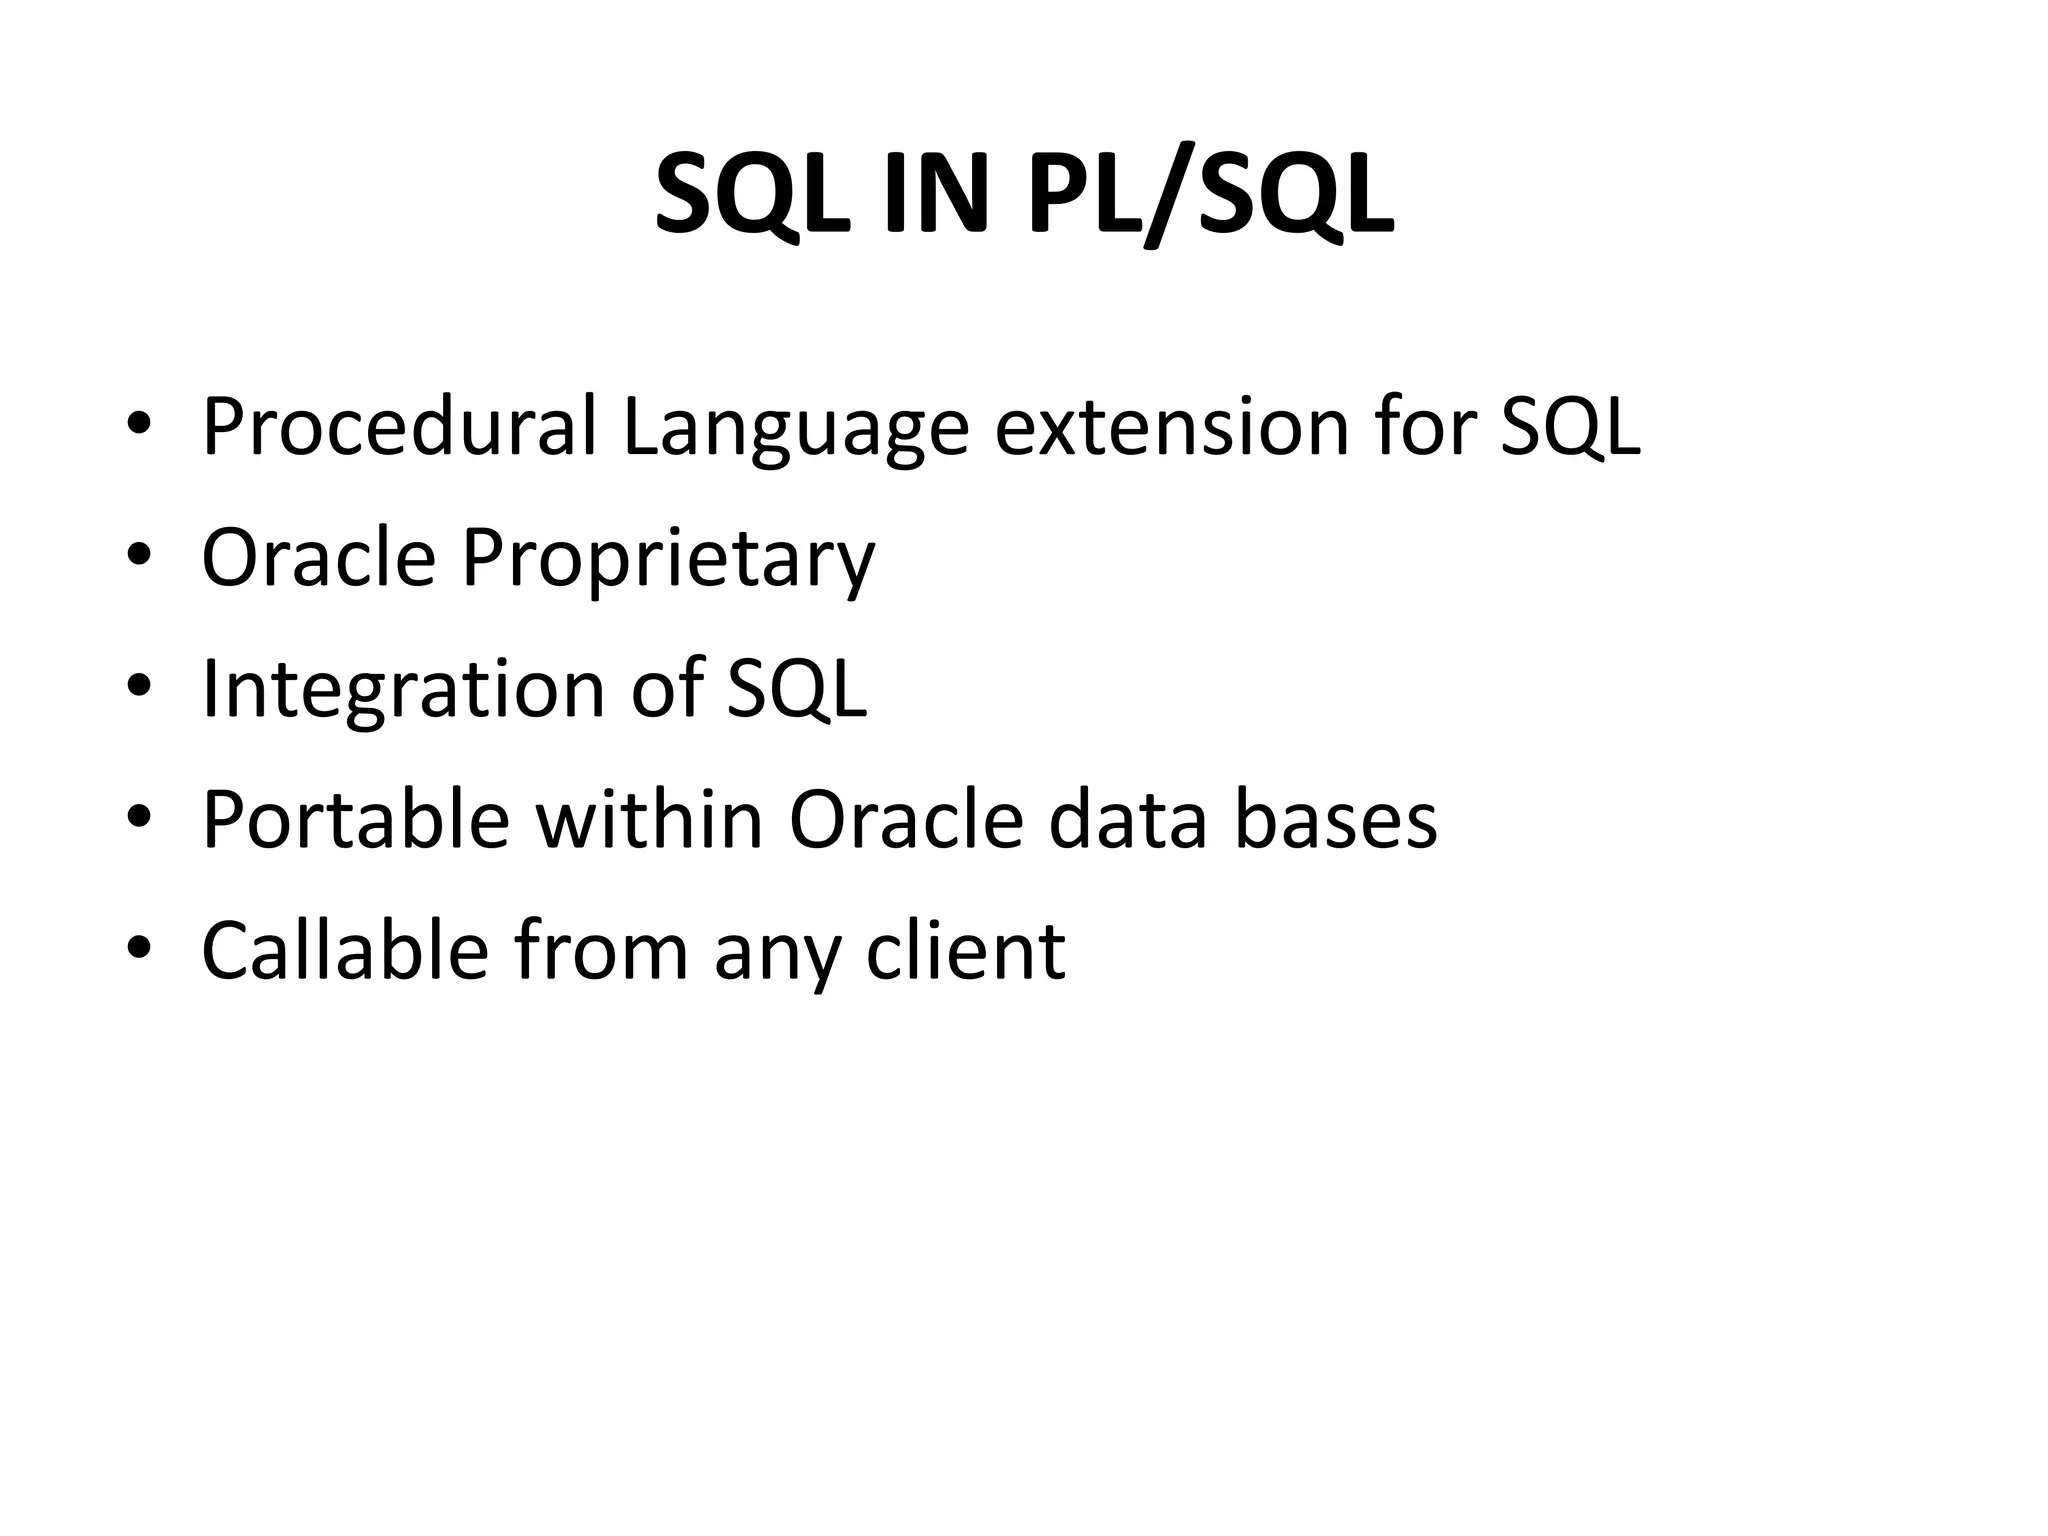 SQL IN PL/SQL
• Procedural Language extension for SQL
• Oracle Proprietary
• Integration of SQL
• Portable within Oracle data bases
• Callable from any client